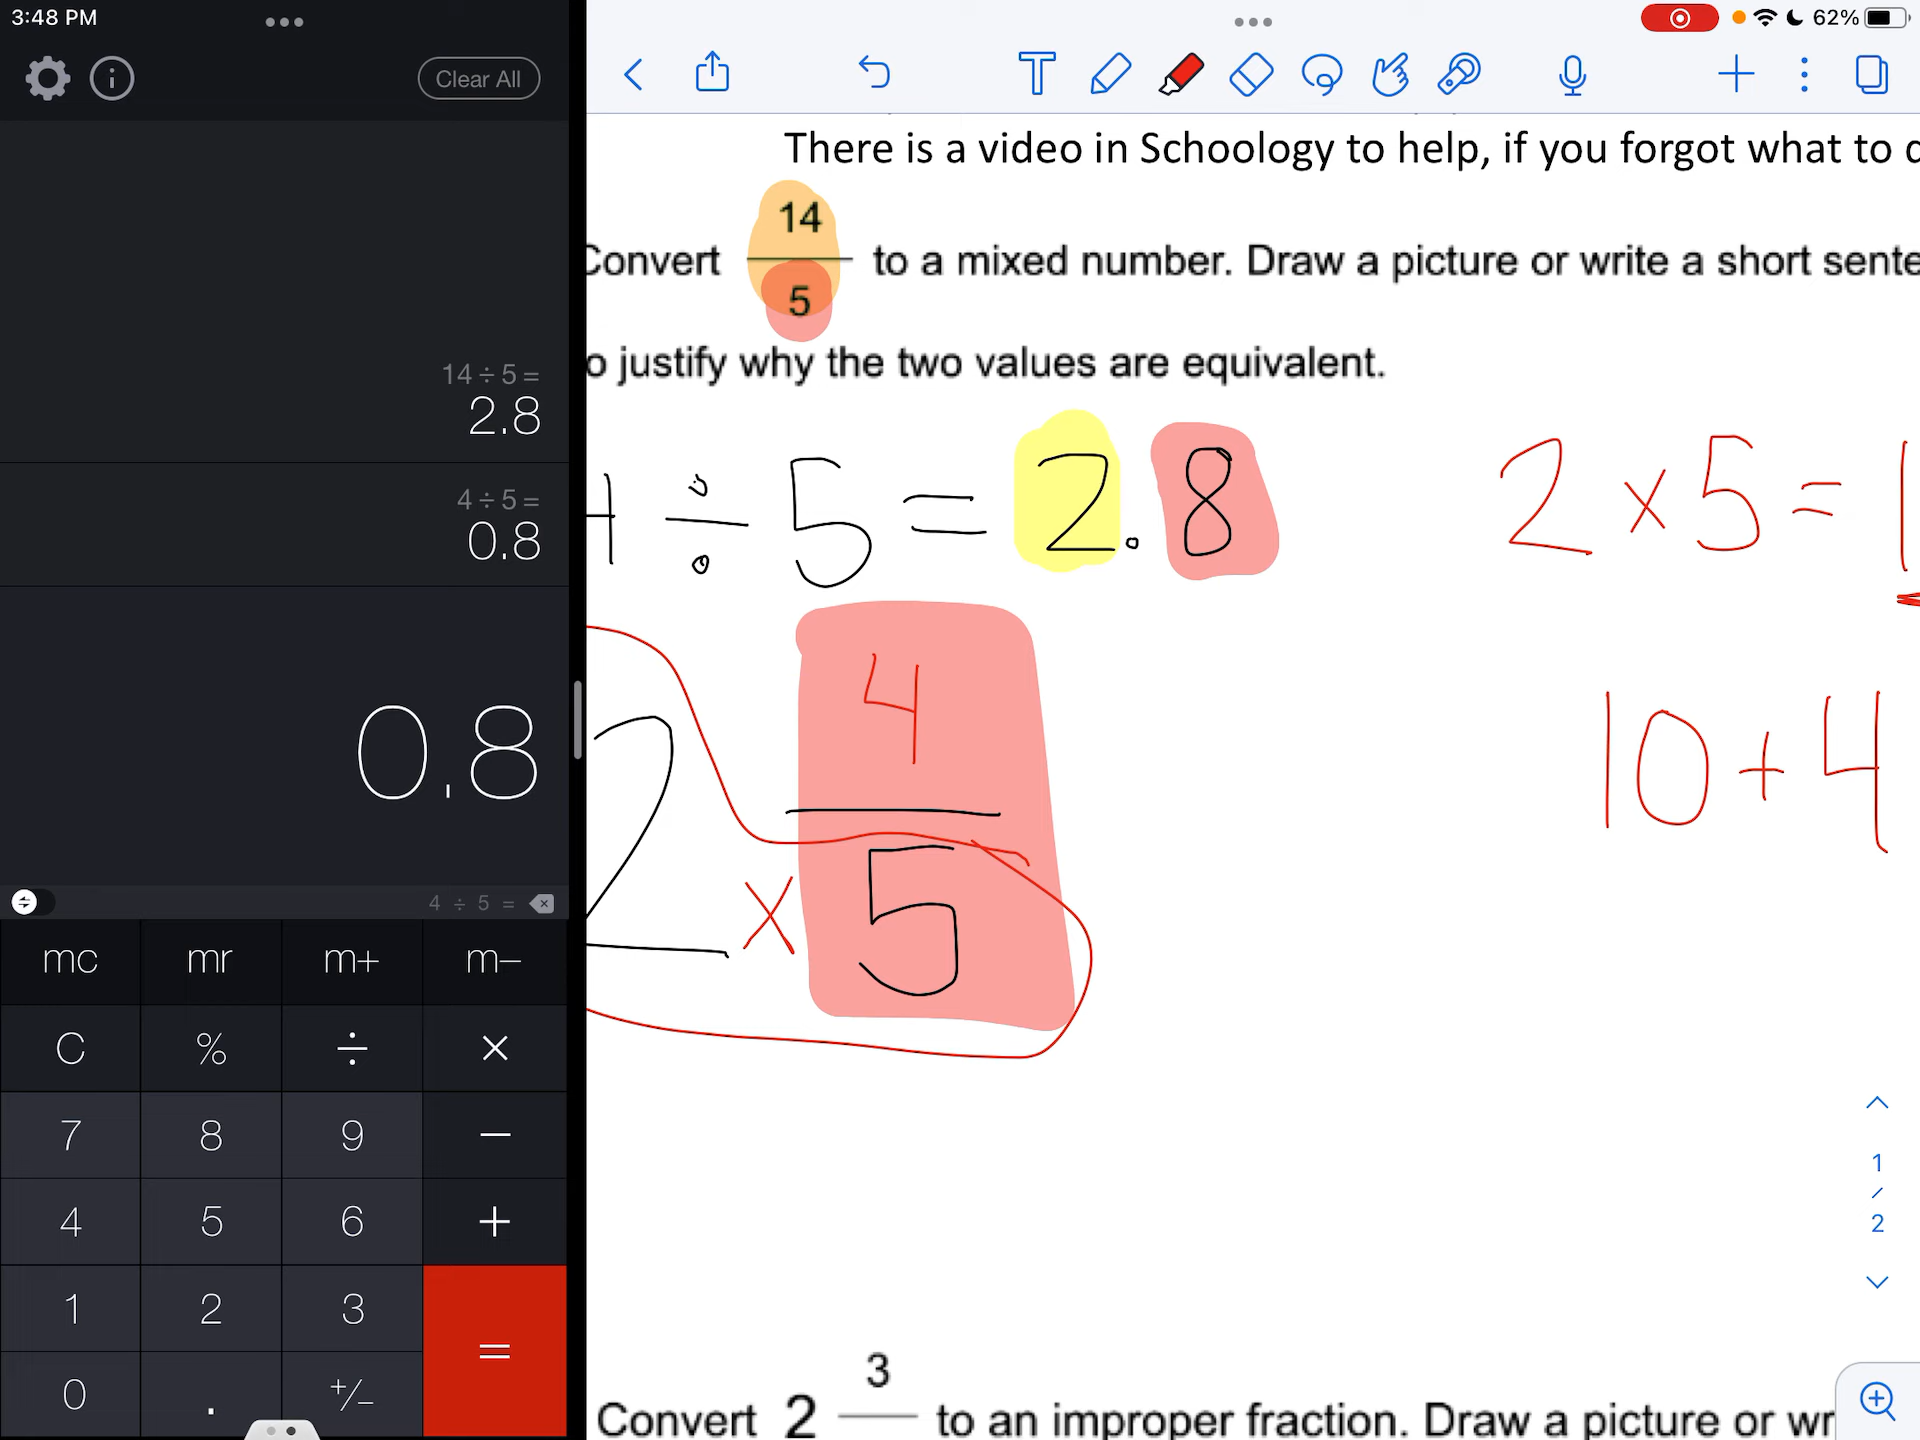 3:48 PM
62%
Clear All
14÷5=
2.8
4÷5=
0.8
0.8
4 ÷ 5 =
mc mr m+ m−
C % ÷ ×
7 8 9 −
4 5 6 +
1 2 3 =
0 . +/−
T
There is a video in Schoology to help, if you forgot what to
Convert 14/5 to a mixed number. Draw a picture or write a short sente
o justify why the two values are equivalent.
4 ÷ 5 = 2.8
2 x 5 = 1
2 x 4/5
10 + 4
1
/
2
Convert 2 3 to an improper fraction. Draw a picture or wr